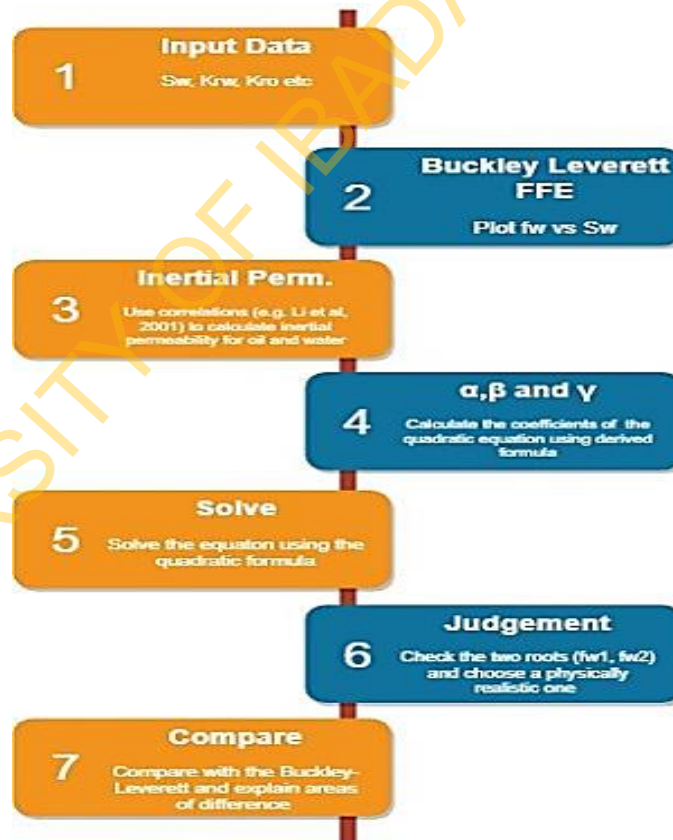 Input Data
1
Sw, Krw, Kro etc
Buckley Leverett
FFE
2
Plot fw vs Sw
Inertial Perm.
3
Use correlations (e.g. Li et al,
2001) to calculate inertial
permeability for oil and water
α,β and γ
4
Calculate the coefficients of the
quadratic equation using derived
formula
Solve
5
Solve the equaton using the
quadratic formula
Judgement
6
Check the two roots (fw1, fw2)
and choose a physically
realistic one
Compare
7
Compare with the Buckley-
Leverett and explain areas
of difference
SITY OF IBADA